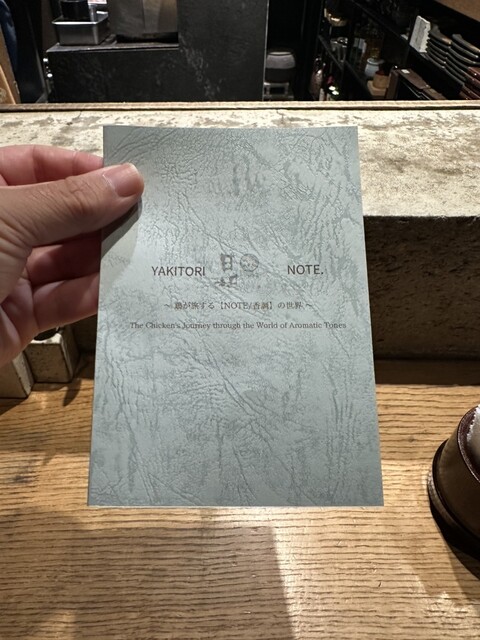 YAKITORI NOTE.
～ 鶏が旅する【NOTE/香調】の世界 ～
The Chicken's Journey through the World of Aromatic Tones